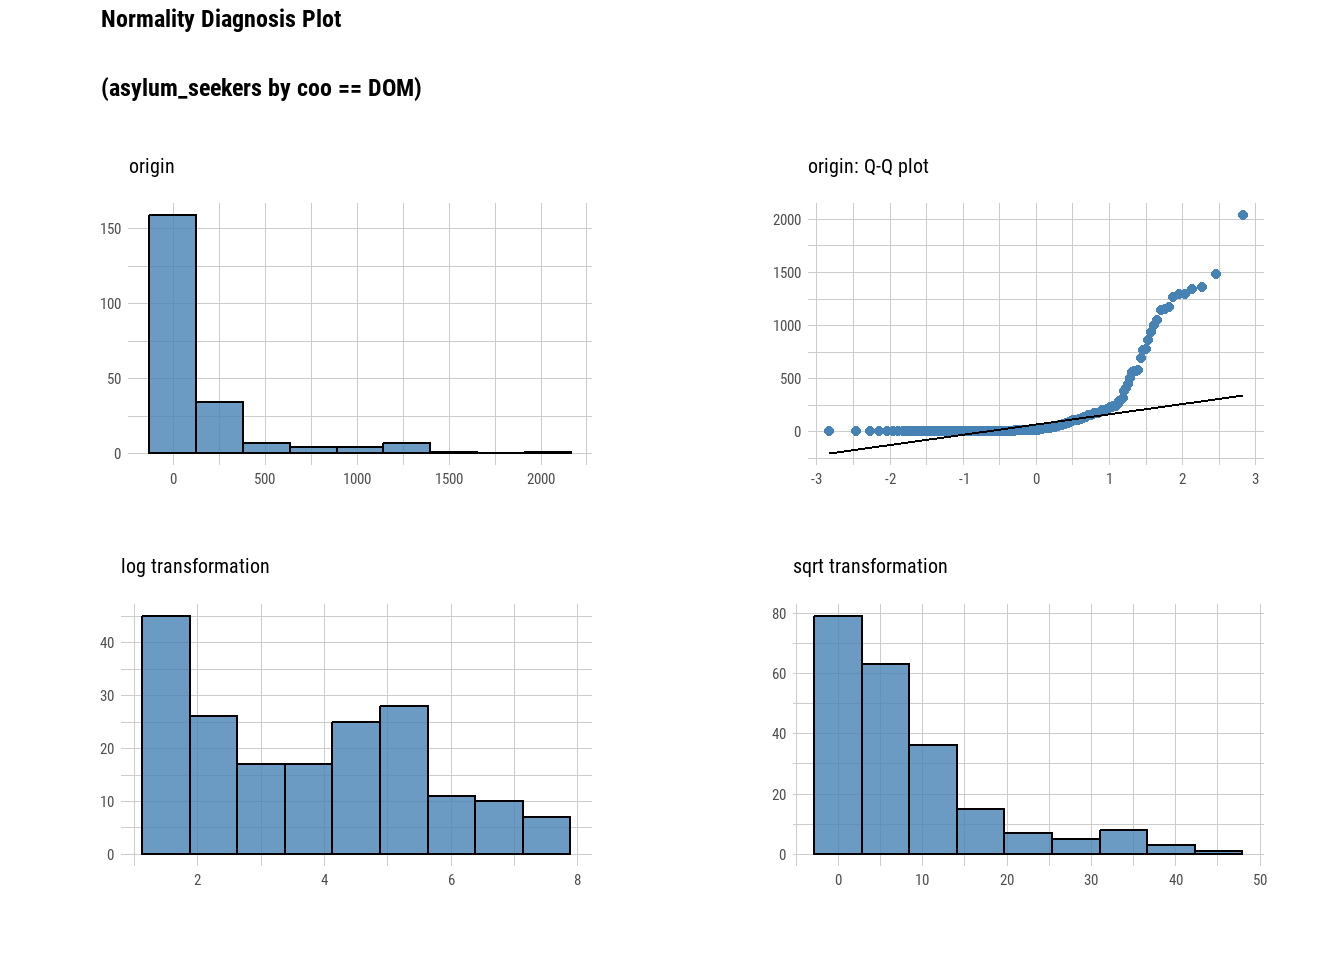 Normality Diagnosis Plot
(asylum_seekers by coo == DOM)
origin
150
100
50
0
0 500 1000 1500 2000
origin: Q-Q plot
2000
1500
1000
500
0
-3 -2 -1 0 1 2 3
log transformation
40
30
20
10
0
2 4 6 8
sqrt transformation
80
60
40
20
0
0 10 20 30 40 50